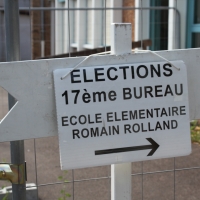 ELECTIONS
17ème BUREAU
ECOLE ELEMENTAIRE
ROMAIN ROLLAND